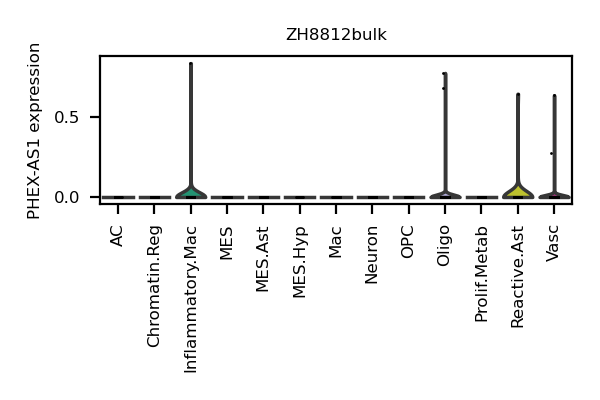 ZH8812bulk
PHEX-AS1 expression
0.5
0.0
AC
Chromatin.Reg
Inflammatory.Mac
MES
MES.Ast
MES.Hyp
Mac
Neuron
OPC
Oligo
Prolif.Metab
Reactive.Ast
Vasc